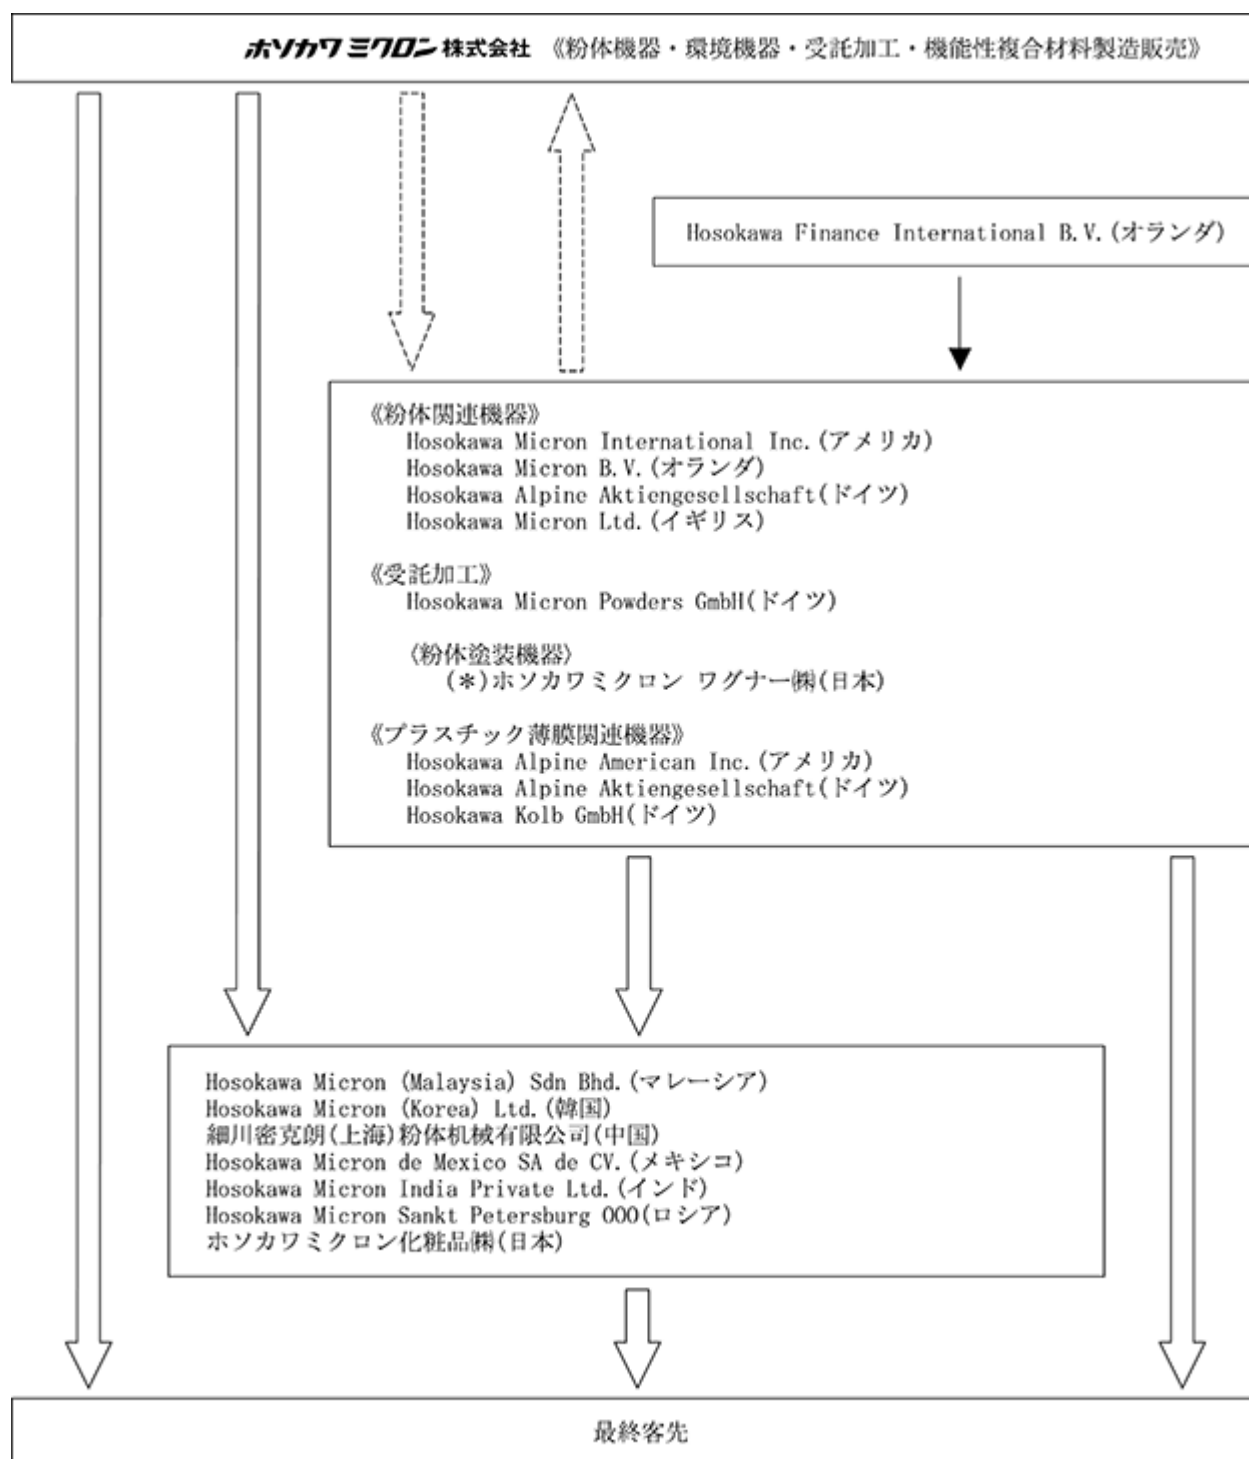 ホソカワミクロン株式会社 《粉体機器・環境機器・受託加工・機能性複合材料製造販売》
Hosokawa Finance International B.V.(オランダ)
《粉体関連機器》
Hosokawa Micron International Inc.(アメリカ)
Hosokawa Micron B.V.(オランダ)
Hosokawa Alpine Aktiengesellschaft(ドイツ)
Hosokawa Micron Ltd.(イギリス)
《受託加工》
Hosokawa Micron Powders GmbH(ドイツ)
〈粉体塗装機器〉
(*)ホソカワミクロン ワグナー㈱(日本)
《プラスチック薄膜関連機器》
Hosokawa Alpine American Inc.(アメリカ)
Hosokawa Alpine Aktiengesellschaft(ドイツ)
Hosokawa Kolb GmbH(ドイツ)
Hosokawa Micron (Malaysia) Sdn Bhd.(マレーシア)
Hosokawa Micron (Korea) Ltd.(韓国)
細川密克朗(上海)粉体机械有限公司(中国)
Hosokawa Micron de Mexico SA de CV.(メキシコ)
Hosokawa Micron India Private Ltd.(インド)
Hosokawa Micron Sankt Petersburg OOO(ロシア)
ホソカワミクロン化粧品㈱(日本)
最終客先